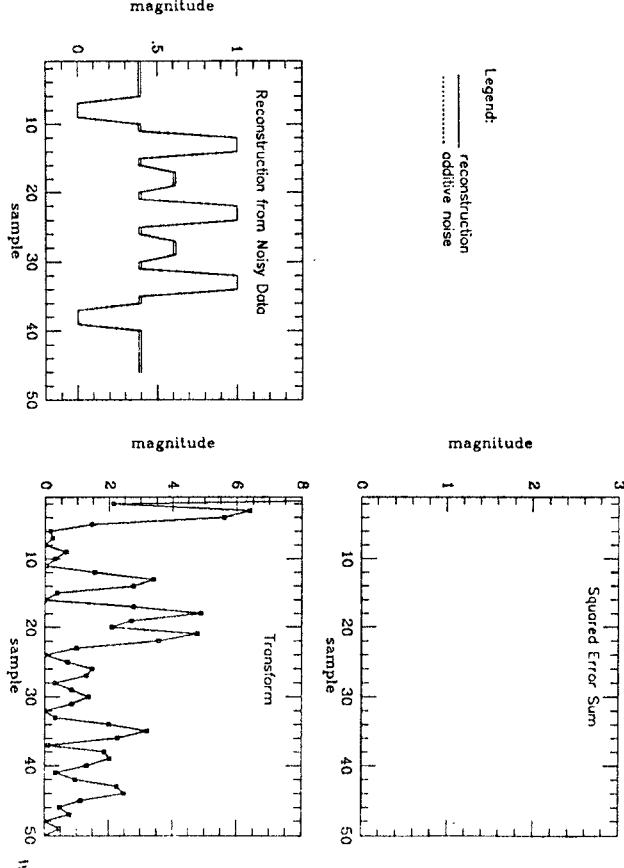 Legend:
reconstruction
additive noise
Squared Error Sum
magnitude
0
1
2
3
10
20
30
40
50
sample
Reconstruction from Noisy Data
magnitude
0
.5
1
10
20
30
40
50
sample
Transform
magnitude
0
2
4
6
8
10
20
30
40
50
sample